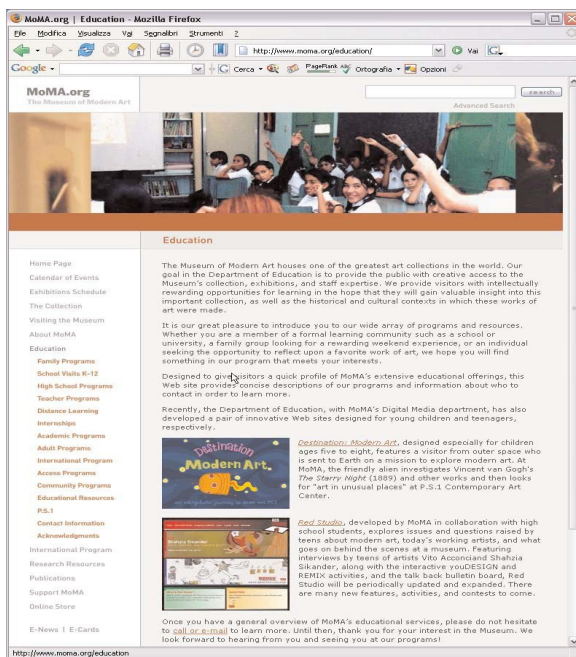 MoMA.org | Education - Mozilla Firefox
File Modifica Visualizza Vai Segnalibri Strumenti ?
http://www.moma.org/education/ Vai
Google Cerca PageRank Ortografia Opzioni
MoMA.org
The Museum of Modern Art
search
Advanced Search
Education
Home Page
Calendar of Events
Exhibitions Schedule
The Collection
Visiting the Museum
About MoMA
Education
Family Programs
School Visits K-12
High School Programs
Teacher Programs
Distance Learning
Internships
Academic Programs
Adult Programs
International Program
Access Programs
Community Programs
Educational Resources
P.S.1
Contact Information
Acknowledgments
International Program
Research Resources
Publications
Support MoMA
Online Store
E-News | E-Cards
The Museum of Modern Art houses one of the greatest art collections in the world. Our
goal in the Department of Education is to provide the public with creative access to the
Museum's collection, exhibitions, and staff expertise. We provide visitors with intellectually
rewarding opportunities for learning in the hope that they will gain valuable insight into this
important collection, as well as the historical and cultural contexts in which these works of
art were made.
It is our great pleasure to introduce you to our wide array of programs and resources.
Whether you are a member of a formal learning community such as a school or
university, a family group looking for a rewarding weekend experience, or an individual
seeking the opportunity to reflect upon a favorite work of art, we hope you will find
something in our program that meets your interests.
Designed to give visitors a quick profile of MoMA's extensive educational offerings, this
Web site provides concise descriptions of our programs and information about who to
contact in order to learn more.
Recently, the Department of Education, with MoMA's Digital Media department, has also
developed a pair of innovative Web sites designed for young children and teenagers,
respectively.
Destination
Modern Art
Destination: Modern Art, designed especially for children
ages five to eight, features a visitor from outer space who
is sent to Earth on a mission to explore modern art. At
MoMA, the friendly alien investigates Vincent van Gogh's
The Starry Night (1889) and other works and then looks
for "art in unusual places" at P.S.1 Contemporary Art
Center.
Shahzia Sikander
Red Studio, developed by MoMA in collaboration with high
school students, explores issues and questions raised by
teens about modern art, today's working artists, and what
goes on behind the scenes at a museum. Featuring
interviews by teens of artists Vito Acconciand Shahzia
Sikander, along with the interactive youDESIGN and
REMIX activities, and the talk back bulletin board, Red
Studio will be periodically updated and expanded. There
are many new features, activities, and contests to come.
Once you have a general overview of MoMA's educational services, please do not hesitate
to call or e-mail to learn more. Until then, thank you for your interest in the Museum. We
look forward to hearing from you and seeing you at our programs!
http://www.moma.org/education